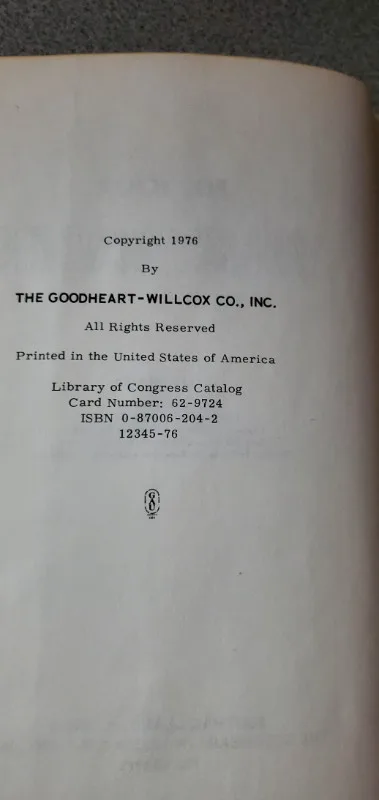 Copyright 1976
By
THE GOODHEART-WILLCOX CO., INC.
All Rights Reserved
Printed in the United States of America
Library of Congress Catalog
Card Number: 62-9724
ISBN 0-87006-204-2
12345-76